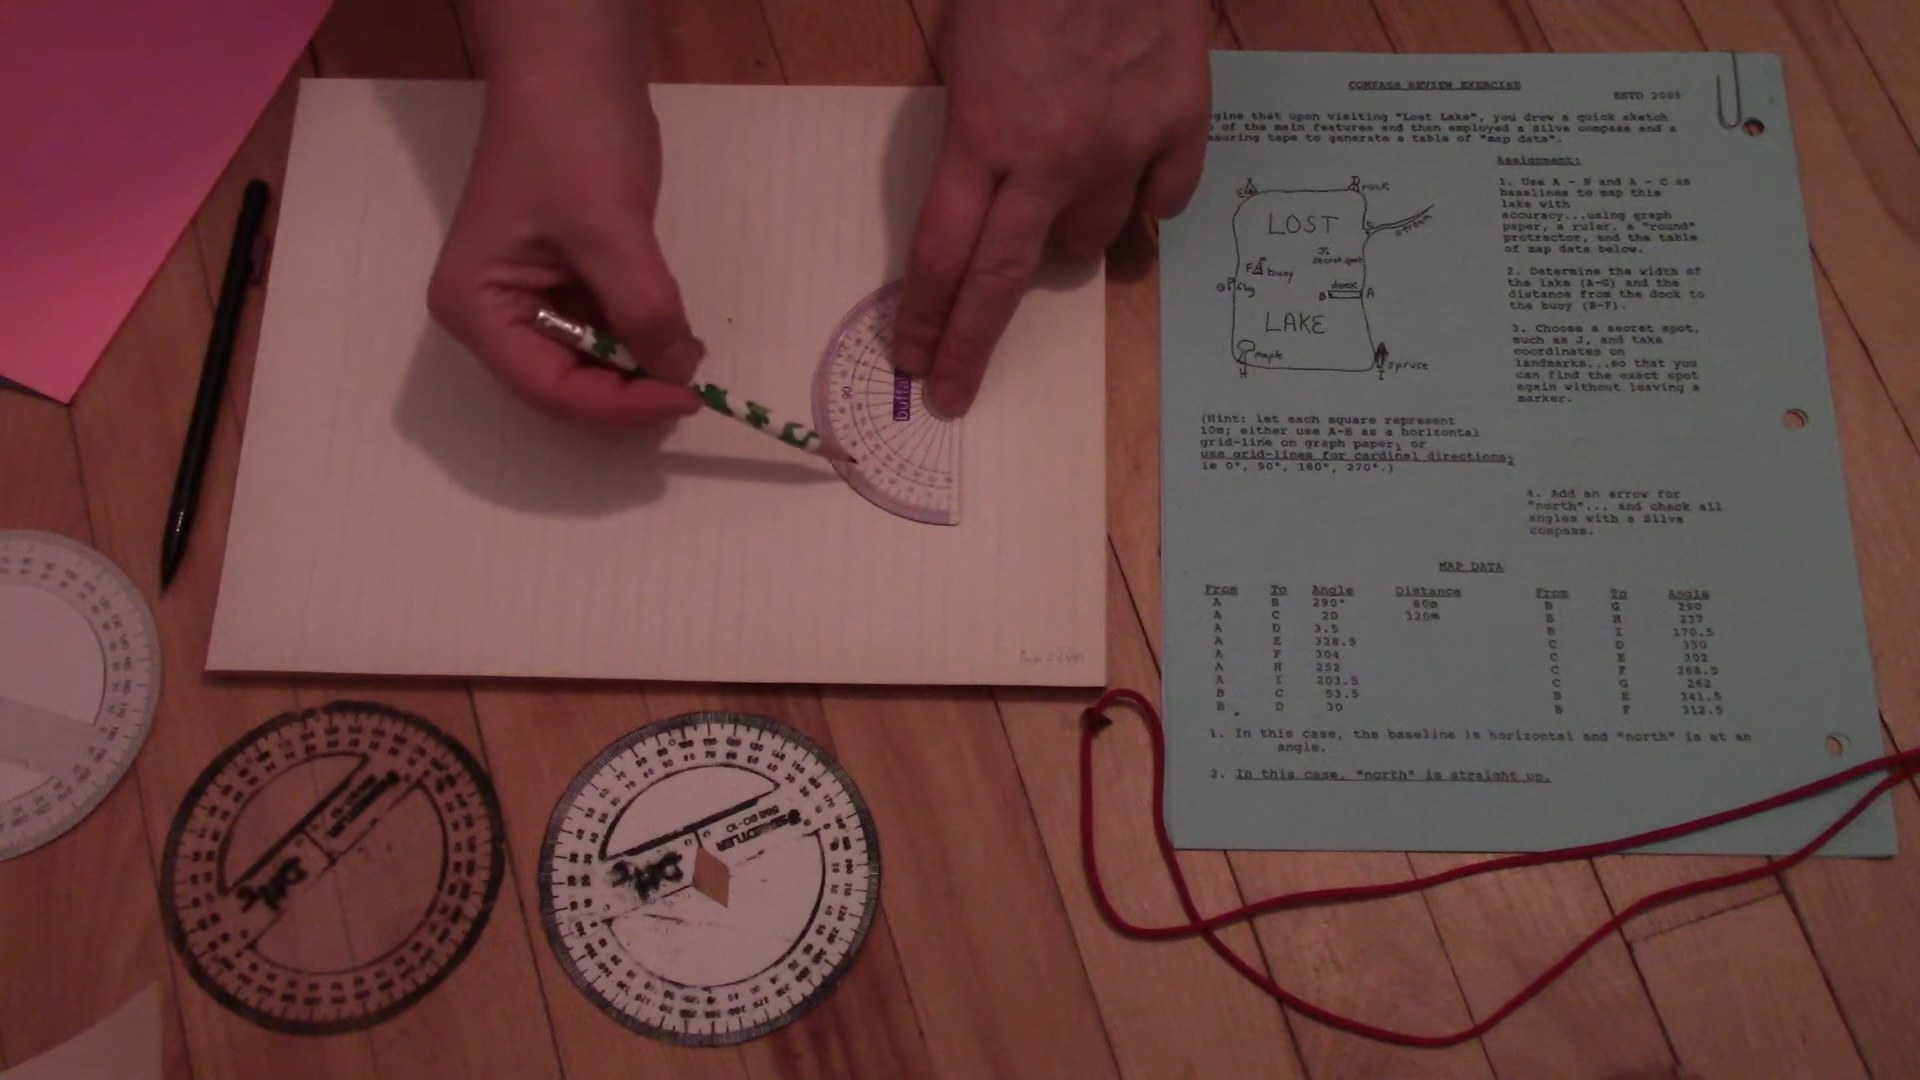 COMPASS REVIEW EXERCISE
ESTD 2065
gine that upon visiting "Lost Lake", you drew a quick sketch
of the main features and then employed a Silva compass and a
asuring tape to generate a table of "map data".
Assignment:
1. Use A - B and A - C as
baselines to map this
lake with
accuracy...using graph
paper, a ruler, a "round"
protractor, and the table
of map data below.
2. Determine the width of
the lake (A-G) and the
distance from the dock to
the buoy (B-F).
3. Choose a secret spot,
such as J, and take
coordinates on
landmarks...so that you
can find the exact spot
again without leaving a
marker.
E
D rock
C
stream
LOST
J.
secret spot
F buoy
G flag
dock
B A
LAKE
maple
H
spruce
I
(Hint: let each square represent
10m; either use A-B as a horizontal
grid-line on graph paper, or
use grid-lines for cardinal directions,
ie 0°, 90°, 180°, 270°.)
4. Add an arrow for
"north"... and check all
angles with a Silva
compass.
MAP DATA
From To Angle Distance From To Angle
A B 290° 60m B G 290
A C 20 120m B H 237
A D 3.5 B I 170.5
A E 328.5 C D 330
A F 304 C E 302
A H 252 C F 268.5
A I 203.5 C G 262
B C 53.5 B E 341.5
B D 30 B F 312.5
1. In this case, the baseline is horizontal and "north" is at an
angle.
2. In this case, "north" is straight up.
STAEDTLER
568 60-10